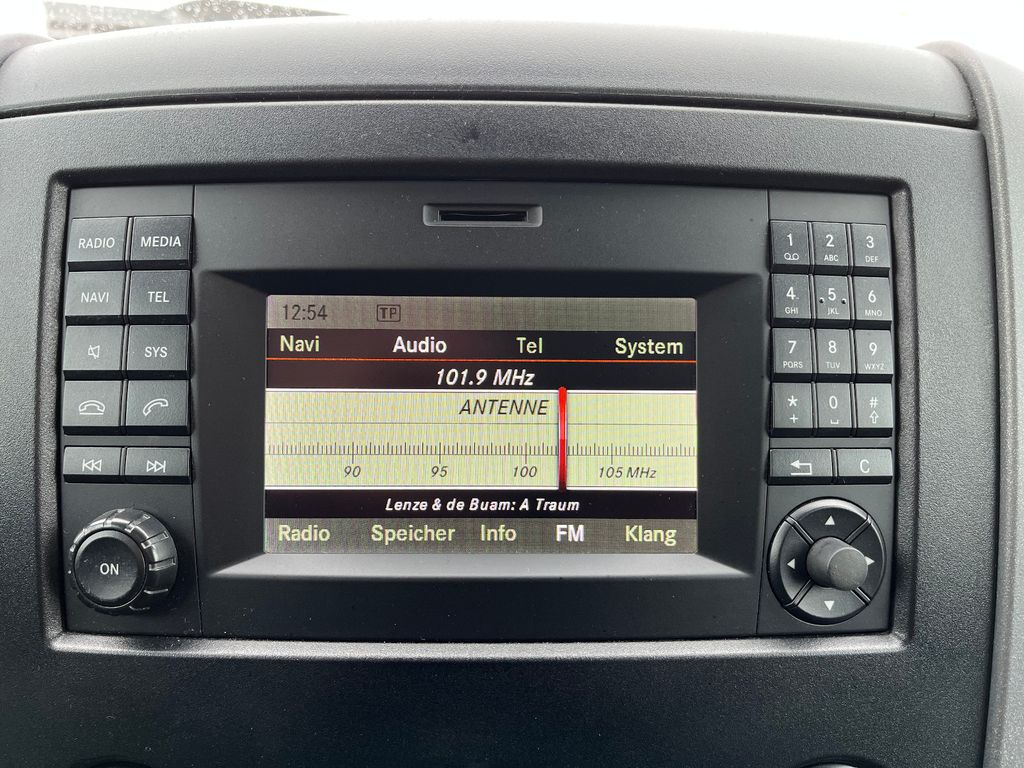 RADIO MEDIA
NAVI TEL
SYS
ON
12:54 TP
Navi Audio Tel System
101.9 MHz
ANTENNE
90 95 100 105 MHz
Lenze & de Buam: A Traum
Radio Speicher Info FM Klang
1 2 3
ABC DEF
4 5 6
GHI JKL MNO
7 8 9
PQRS TUV WXYZ
* 0 #
+
C